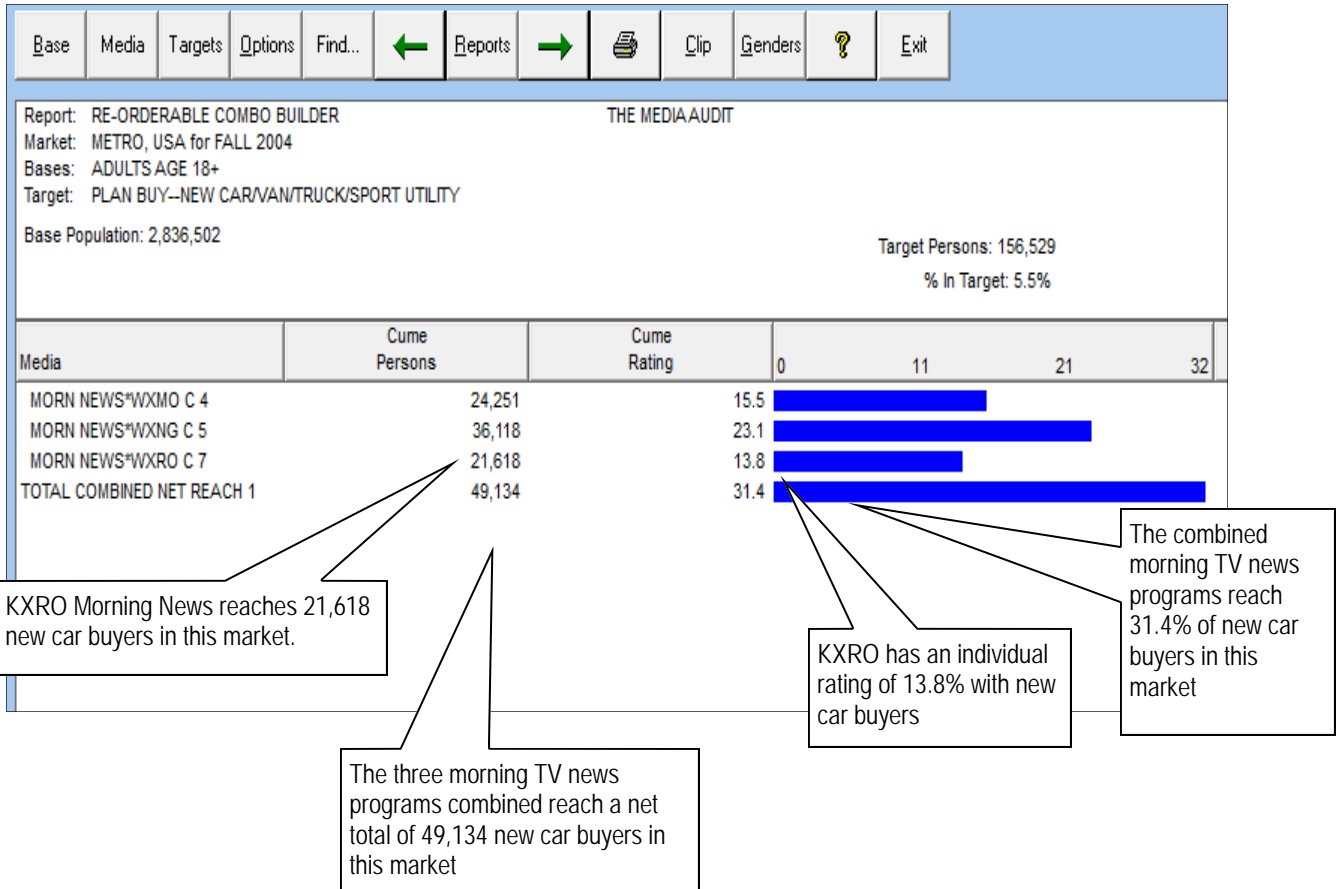 Base Media Targets Options Find... Reports Clip Genders ? Exit
Report: RE-ORDERABLE COMBO BUILDER THE MEDIA AUDIT
Market: METRO, USA for FALL 2004
Bases: ADULTS AGE 18+
Target: PLAN BUY--NEW CAR/VAN/TRUCK/SPORT UTILITY
Base Population: 2,836,502
Target Persons: 156,529
% In Target: 5.5%
Media Cume Persons Cume Rating 0 11 21 32
MORN NEWS*WXMO C 4 24,251 15.5
MORN NEWS*WXNG C 5 36,118 23.1
MORN NEWS*WXRO C 7 21,618 13.8
TOTAL COMBINED NET REACH 1 49,134 31.4
KXRO Morning News reaches 21,618
new car buyers in this market.
The three morning TV news
programs combined reach a net
total of 49,134 new car buyers in
this market
KXRO has an individual
rating of 13.8% with new
car buyers
The combined
morning TV news
programs reach
31.4% of new car
buyers in this
market